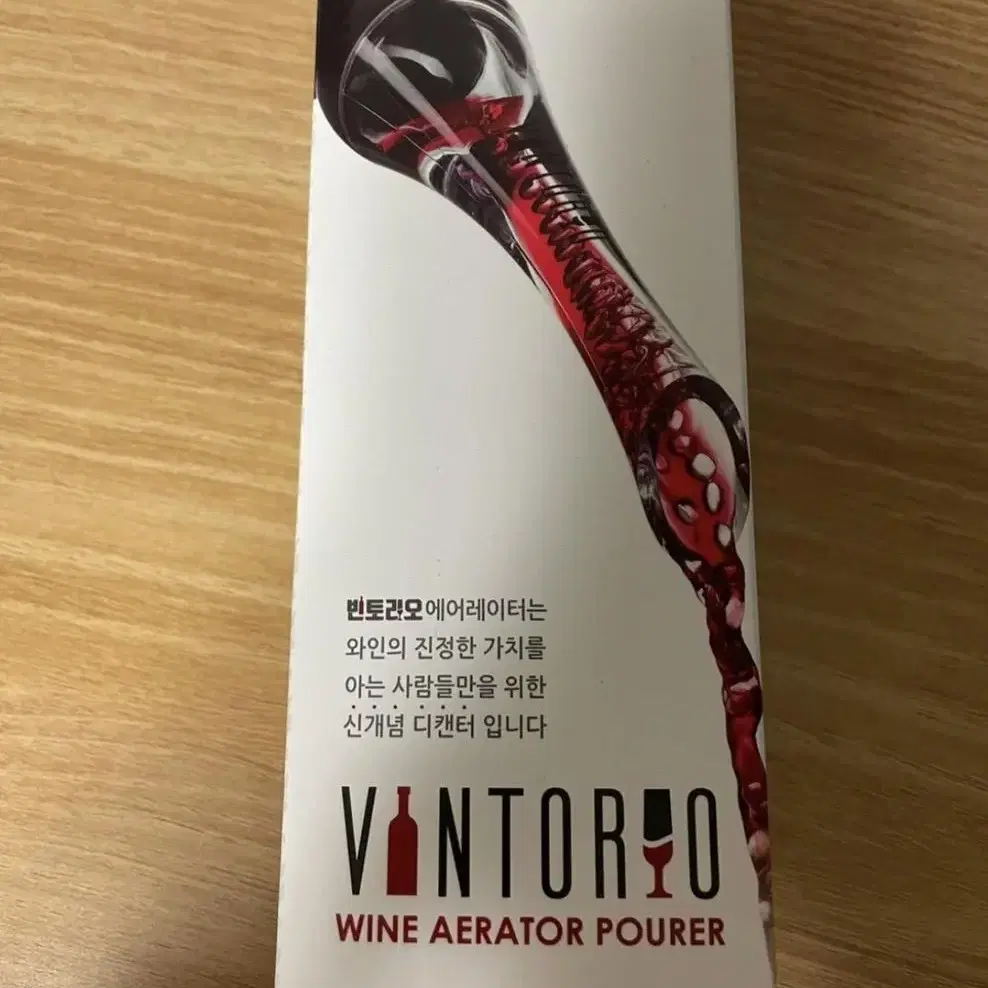 빈토리오 에어레이터는
와인의 진정한 가치를
아는 사람들만을 위한
신개념 디캔터 입니다
VINTORIO
WINE AERATOR POURER